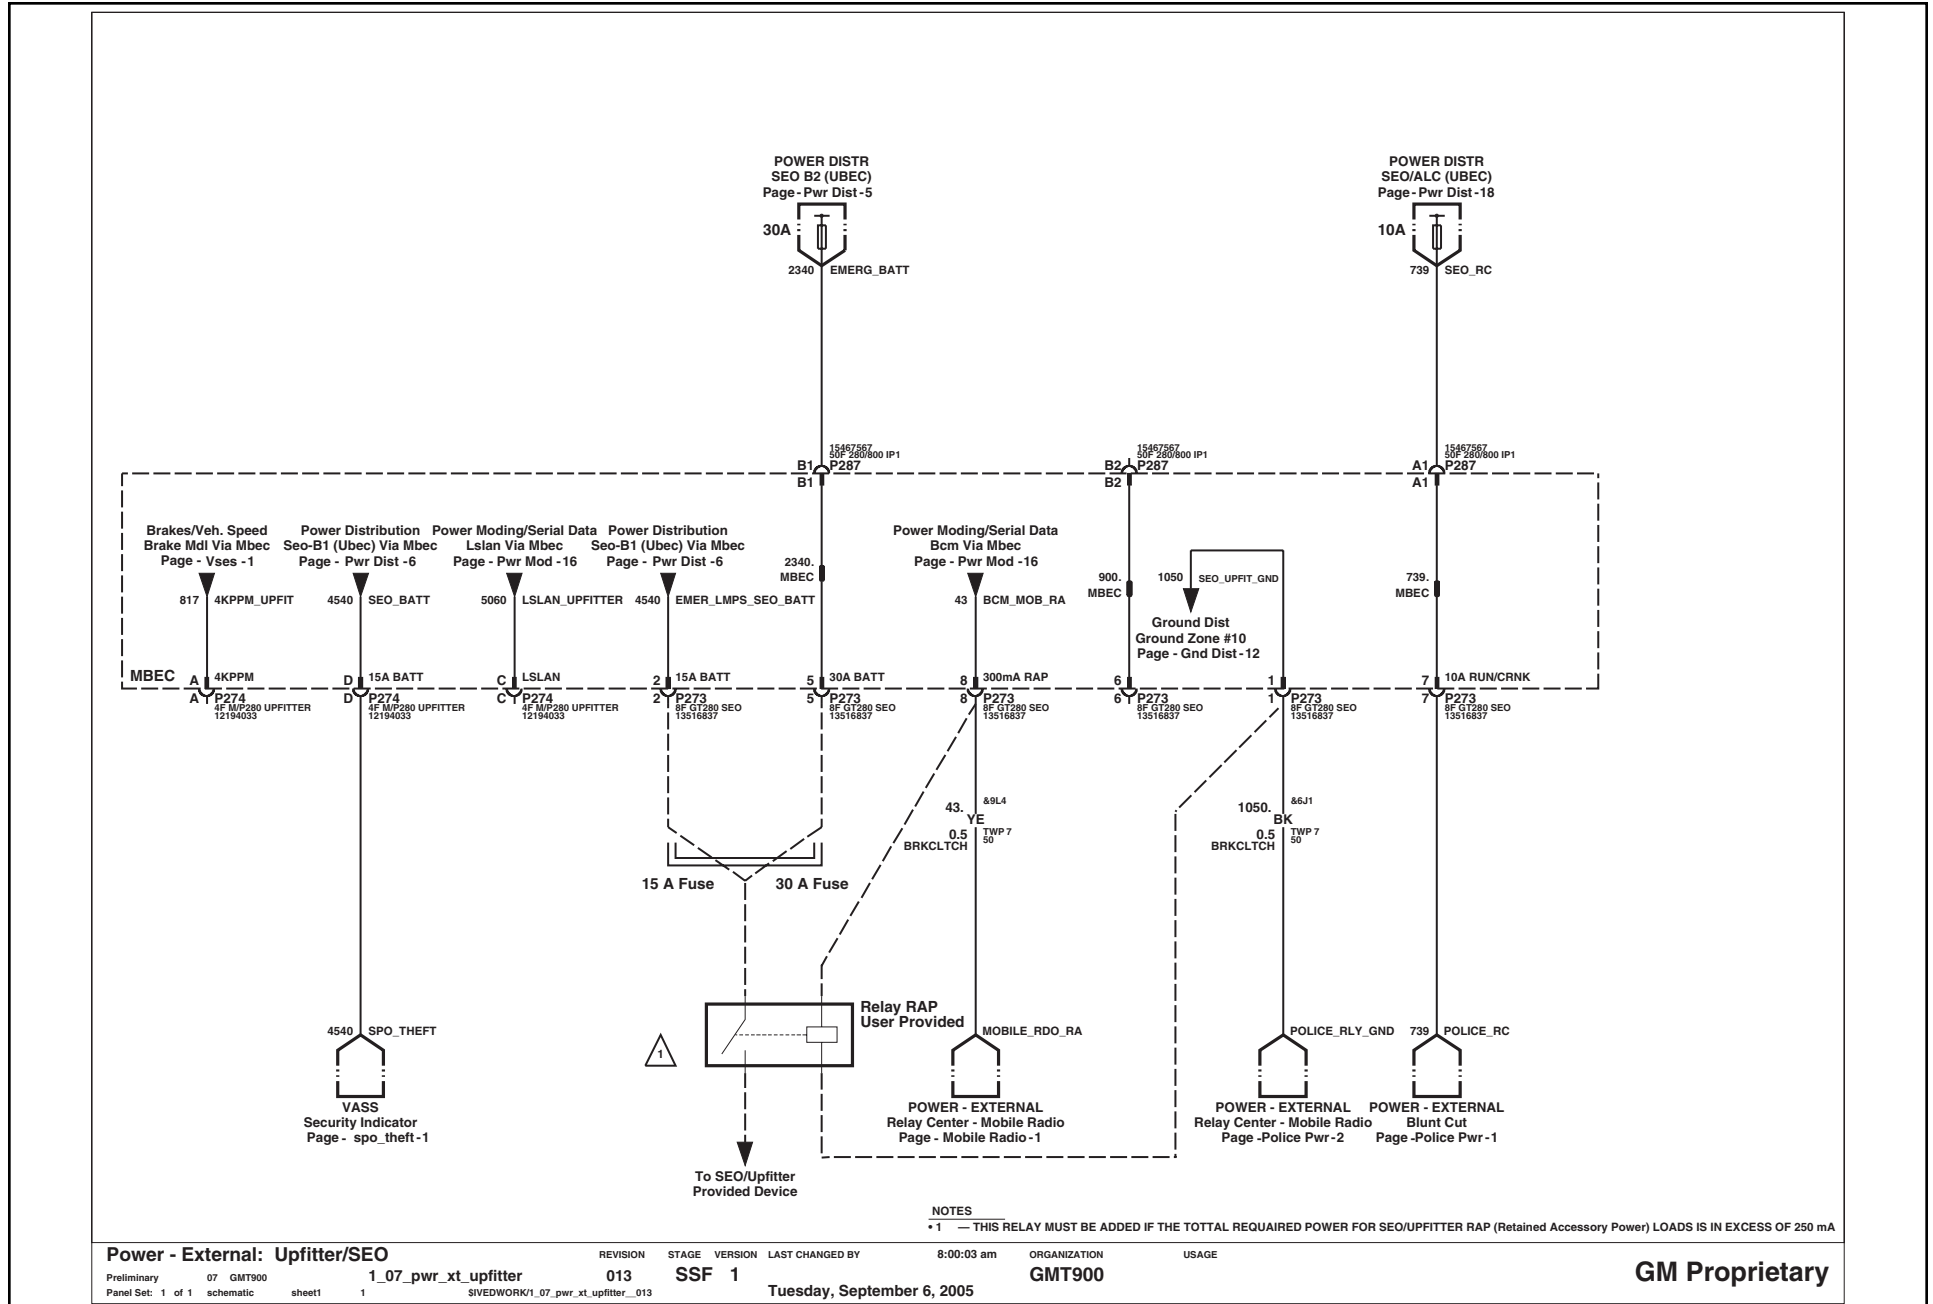 POWER DISTR
SEO B2 (UBEC)
Page - Pwr Dist -5
30A
2340 EMERG_BATT
POWER DISTR
SEO/ALC (UBEC)
Page - Pwr Dist -18
10A
739 SEO_RC
15467567
50F 280/800 IP1
B1 P287
B1
15467567
50F 280/800 IP1
B2 P287
B2
15467567
50F 280/800 IP1
A1 P287
A1
Brakes/Veh. Speed
Brake Mdl Via Mbec
Page - Vses -1
817 4KPPM_UPFIT
Power Distribution
Seo-B1 (Ubec) Via Mbec
Page - Pwr Dist -6
4540 SEO_BATT
Power Moding/Serial Data
Lslan Via Mbec
Page - Pwr Mod -16
5060 LSLAN_UPFITTER
Power Distribution
Seo-B1 (Ubec) Via Mbec
Page - Pwr Dist -6
4540 EMER_LMPS_SEO_BATT
2340.
MBEC
Power Moding/Serial Data
Bcm Via Mbec
Page - Pwr Mod -16
43 BCM_MOB_RA
900.
MBEC
1050 SEO_UPFIT_GND
Ground Dist
Ground Zone #10
Page - Gnd Dist -12
739.
MBEC
MBEC
A 4KPPM
A P274
4F M/P280 UPFITTER
12194033
D 15A BATT
D P274
4F M/P280 UPFITTER
12194033
C LSLAN
C P274
4F M/P280 UPFITTER
12194033
2 15A BATT
2 P273
8F GT280 SEO
13516837
5 30A BATT
5 P273
8F GT280 SEO
13516837
8 300mA RAP
8 P273
8F GT280 SEO
13516837
6
6 P273
8F GT280 SEO
13516837
1
1 P273
8F GT280 SEO
13516837
7 10A RUN/CRNK
7 P273
8F GT280 SEO
13516837
43. &9L4
YE
0.5 TWP 7
50
BRKCLTCH
1050. &6J1
BK
0.5 TWP 7
50
BRKCLTCH
15 A Fuse
30 A Fuse
Relay RAP
User Provided
1
4540 SPO_THEFT
VASS
Security Indicator
Page - spo_theft -1
MOBILE_RDO_RA
POWER - EXTERNAL
Relay Center - Mobile Radio
Page - Mobile Radio -1
POLICE_RLY_GND
POWER - EXTERNAL
Relay Center - Mobile Radio
Page -Police Pwr -2
739 POLICE_RC
POWER - EXTERNAL
Blunt Cut
Page -Police Pwr -1
To SEO/Upfitter
Provided Device
NOTES
• 1 — THIS RELAY MUST BE ADDED IF THE TOTTAL REQUAIRED POWER FOR SEO/UPFITTER RAP (Retained Accessory Power) LOADS IS IN EXCESS OF 250 mA
Power - External: Upfitter/SEO REVISION STAGE VERSION LAST CHANGED BY 8:00:03 am ORGANIZATION USAGE
Preliminary 07 GMT900 1_07_pwr_xt_upfitter 013 SSF 1 GMT900 GM Proprietary
Panel Set: 1 of 1 schematic sheet1 1 $IVEDWORK/1_07_pwr_xt_upfitter__013 Tuesday, September 6, 2005